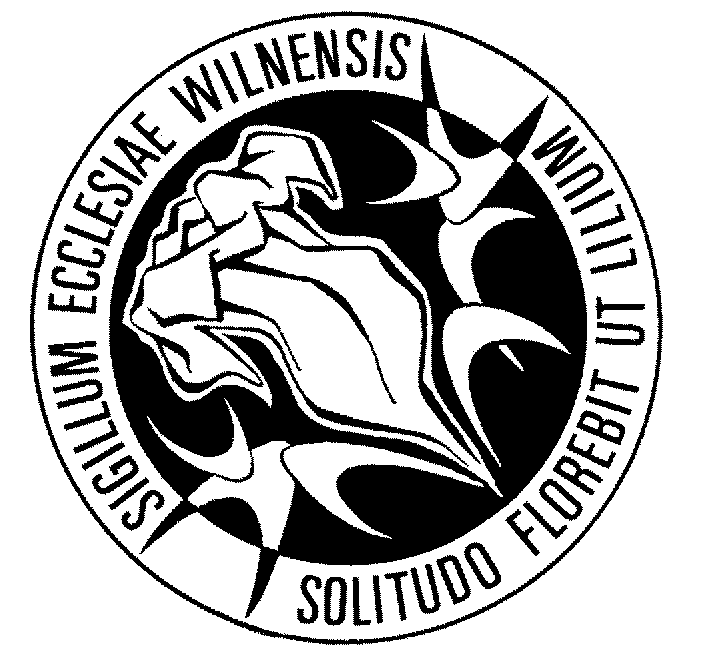 SIGILLUM ECCLESIAE WILNENSIS
SOLITUDO FLOREBIT UT LILIUM